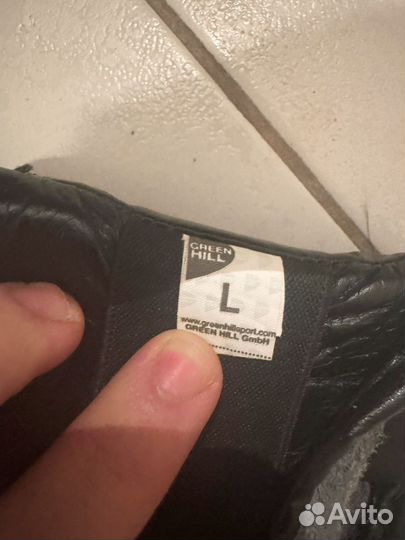 GREEN
HILL
L
www.greenhillsport.com
GREEN HILL GmbH
Avito